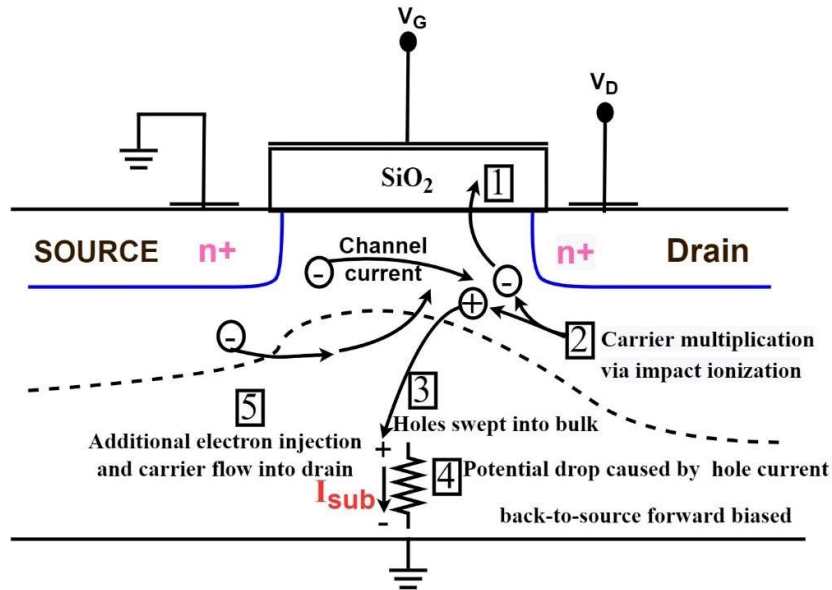 V_G
V_D
SiO₂
1
SOURCE n+
Channel
current
n+ Drain
-
-
+
-
2 Carrier multiplication
via impact ionization
3
Holes swept into bulk
5
Additional electron injection
and carrier flow into drain
+
4 Potential drop caused by hole current
I_sub
-
back-to-source forward biased